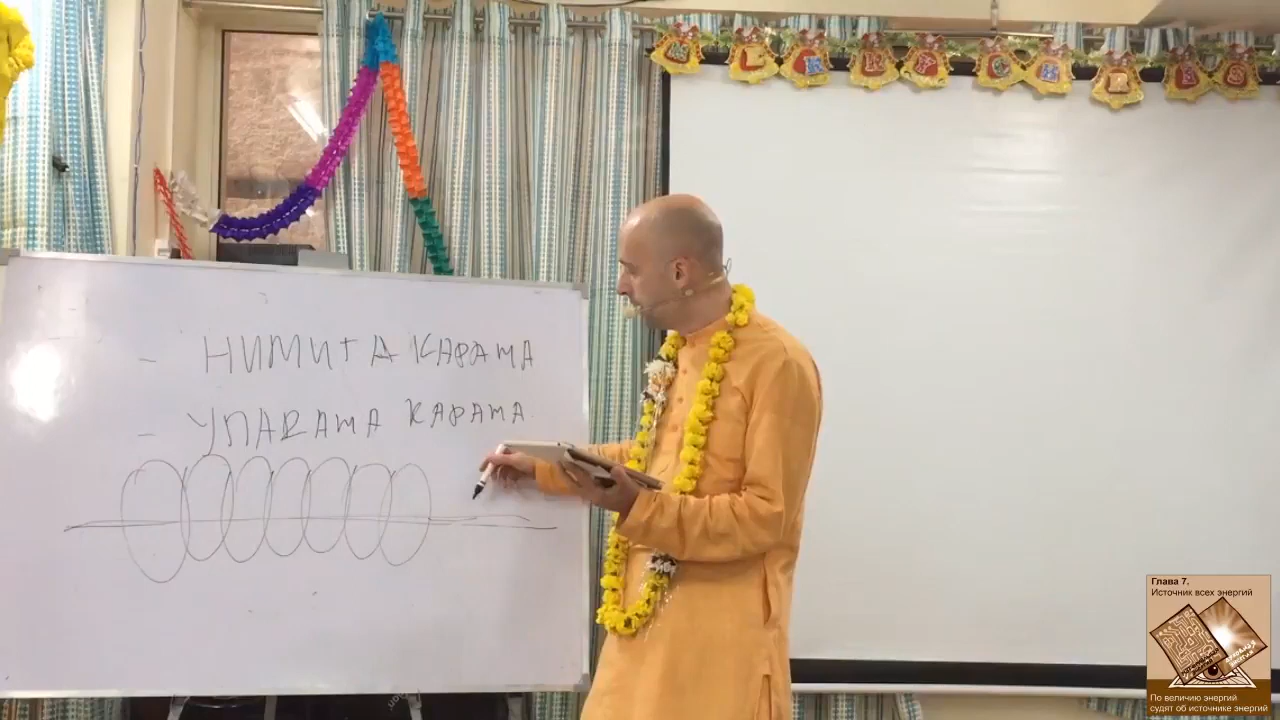 - НИМИТА КАРАНА
- УПАДАНА КАРАНА
Глава 7.
Источник всех энергий
По величию энергий
судят об источнике энергий